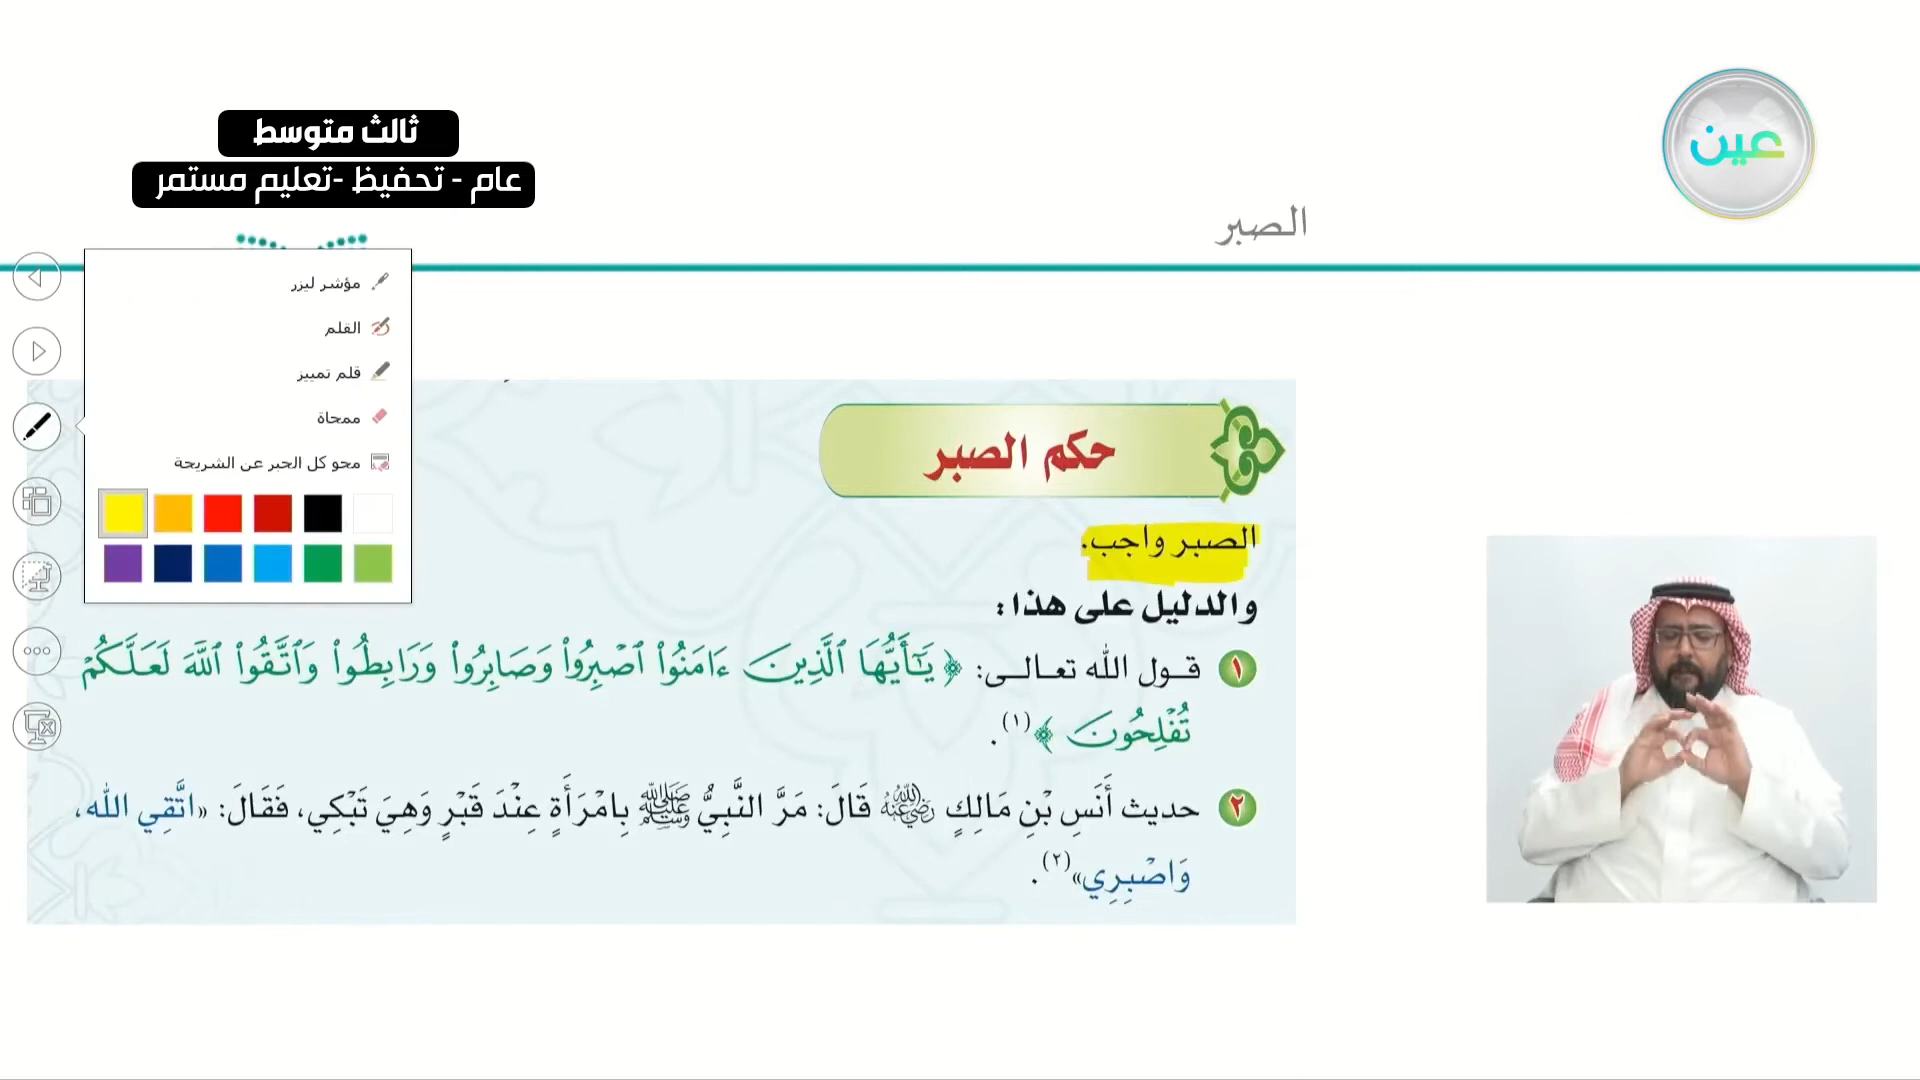 ثالث متوسط
عام - تحفيظ -تعليم مستمر
عين
الصبر
مؤشر ليزر
القلم
قلم تمييز
ممحاة
محو كل الحبر عن الشريحة
حكم الصبر
الصبر واجب.
والدليل على هذا:
١ قـول الله تعـالـى: ﴿ يَـٰٓأَيُّهَا ٱلَّذِينَ ءَامَنُوا۟ ٱصْبِرُوا۟ وَصَابِرُوا۟ وَرَابِطُوا۟ وَٱتَّقُوا۟ ٱللَّهَ لَعَلَّكُمْ
تُفْلِحُونَ ﴾(١).
٢ حديث أَنَسِ بْنِ مَالِكٍ رضي الله عنه قَالَ: مَرَّ النَّبِيُّ ﷺ بِامْرَأَةٍ عِنْدَ قَبْرٍ وَهِيَ تَبْكِي، فَقَالَ: «اتَّقِي الله،
وَاصْبِرِي»(٢).